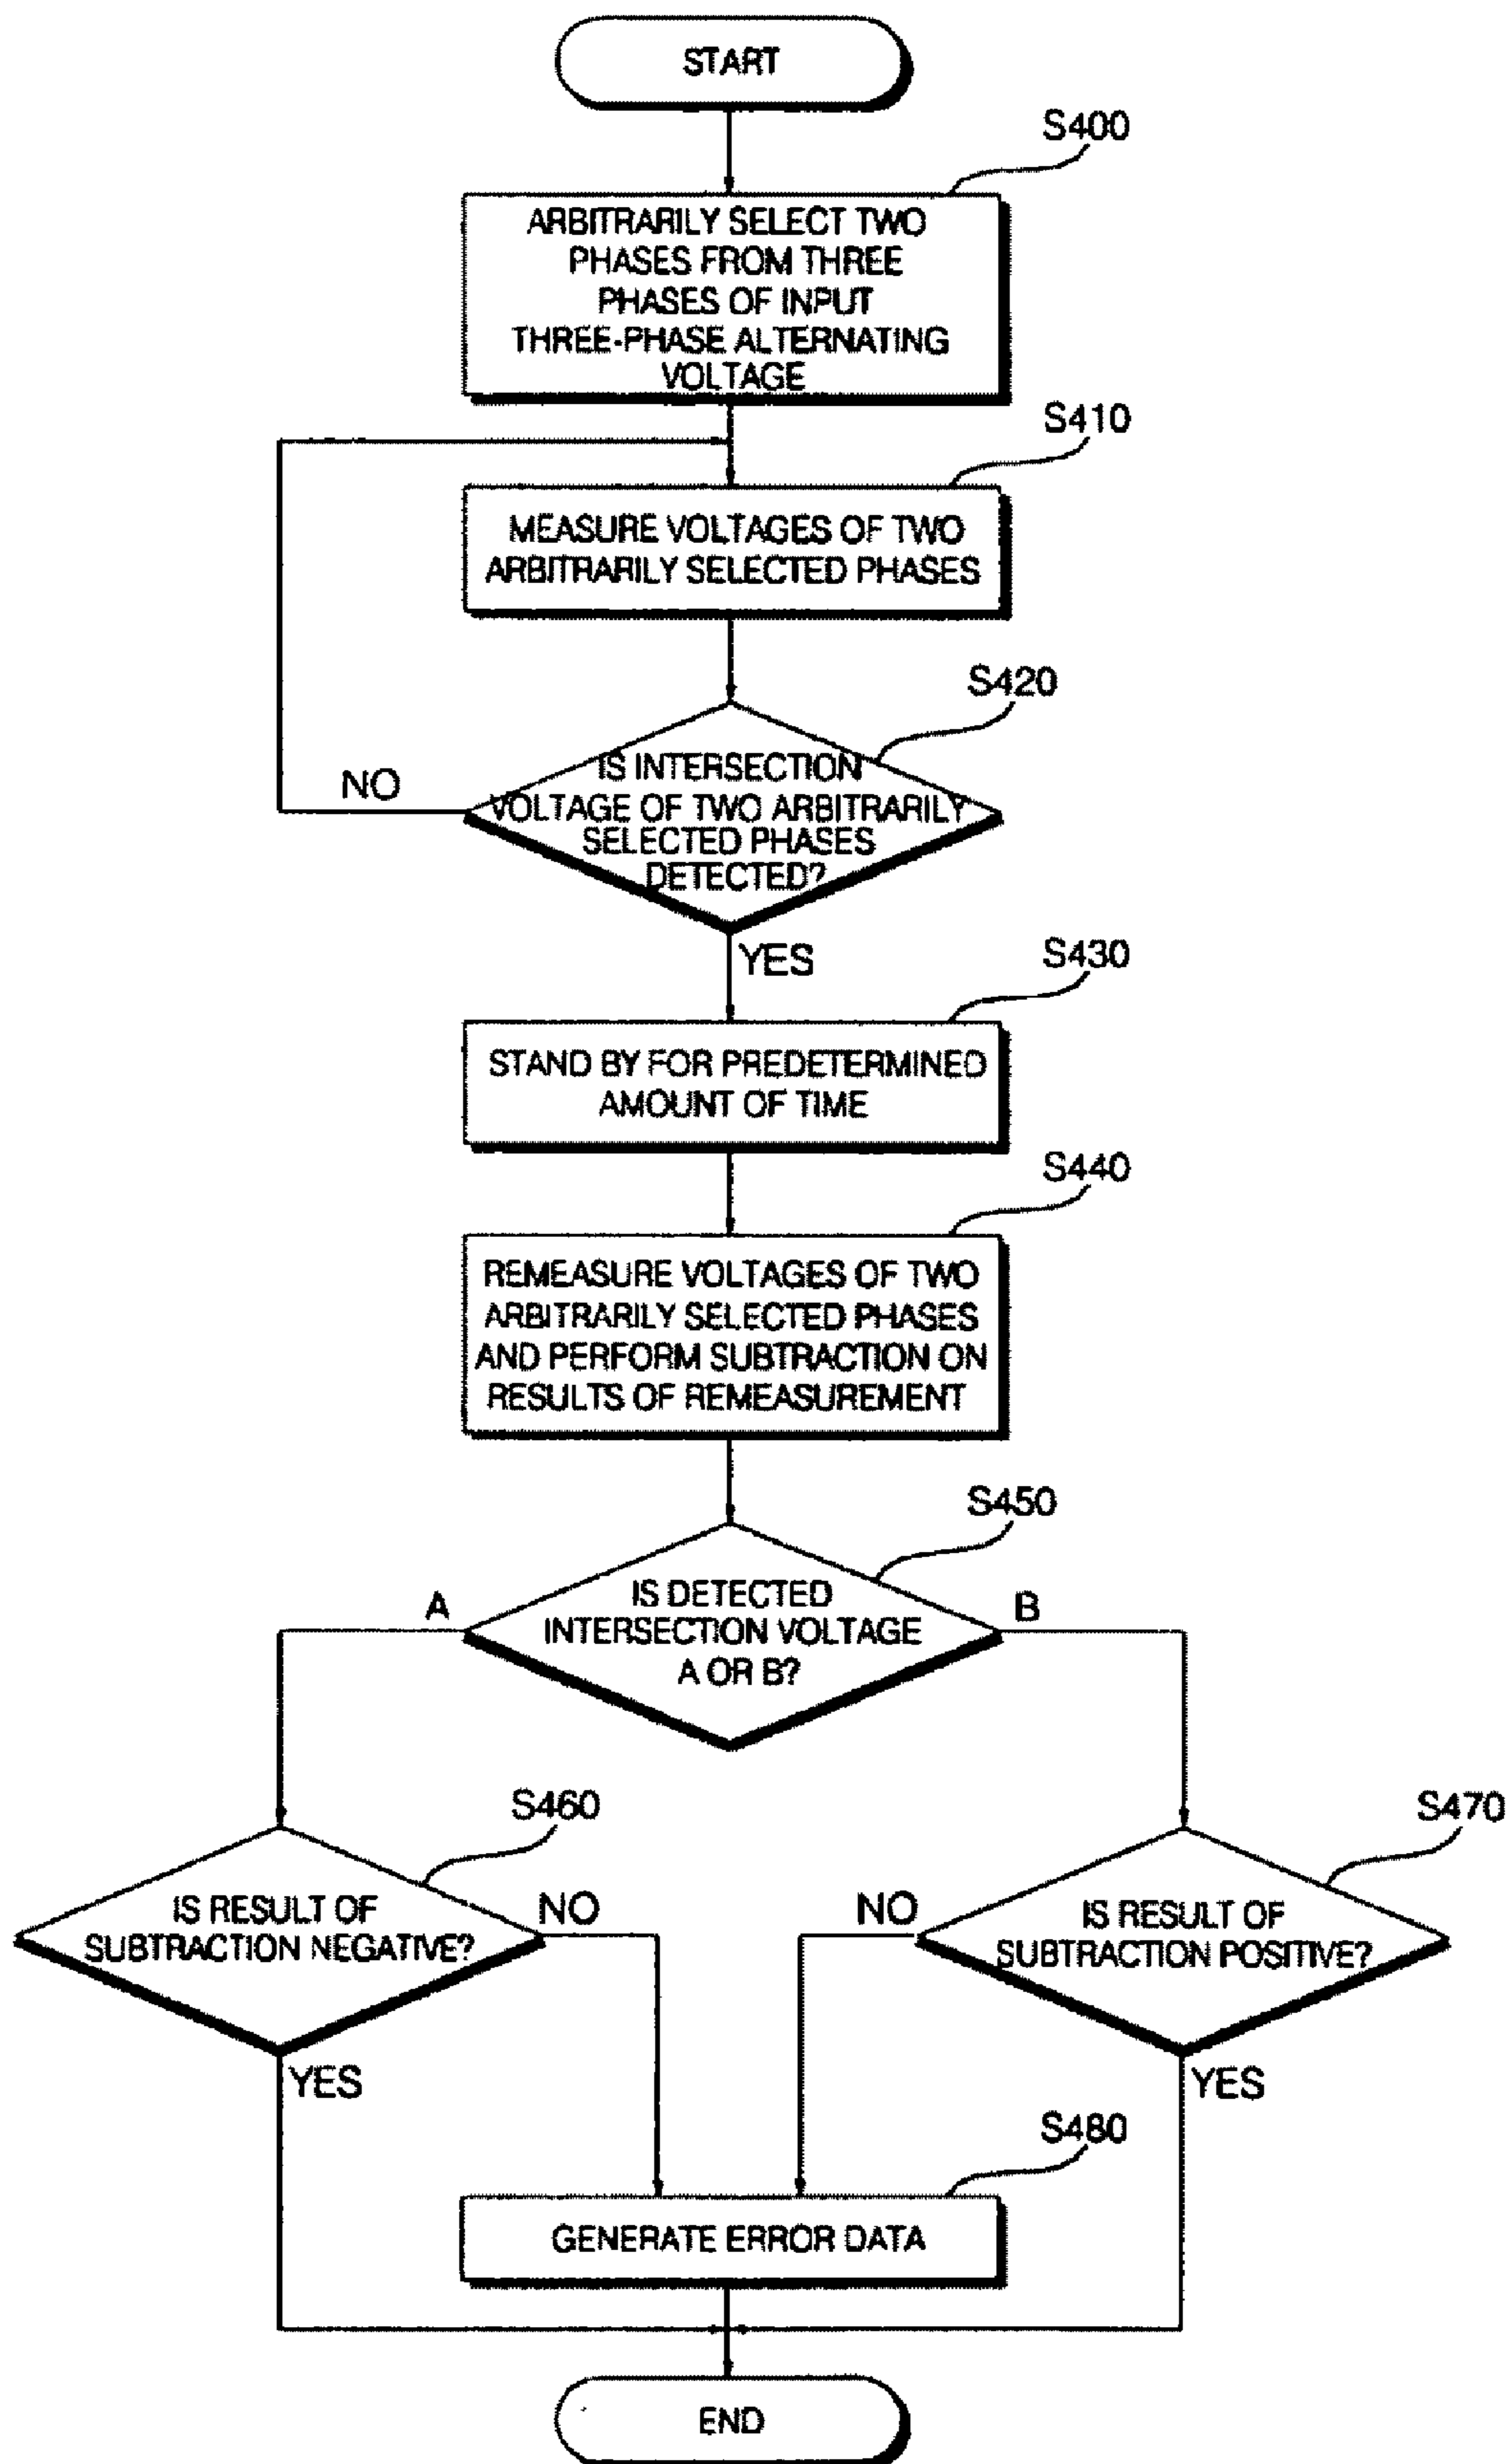 START
S400
ARBITRARILY SELECT TWO
PHASES FROM THREE
PHASES OF INPUT
THREE-PHASE ALTERNATING
VOLTAGE
S410
MEASURE VOLTAGES OF TWO
ARBITRARILY SELECTED PHASES
S420
IS INTERSECTION
VOLTAGE OF TWO ARBITRARILY
SELECTED PHASES
DETECTED?
NO
YES
S430
STAND BY FOR PREDETERMINED
AMOUNT OF TIME
S440
REMEASURE VOLTAGES OF TWO
ARBITRARILY SELECTED PHASES
AND PERFORM SUBTRACTION ON
RESULTS OF REMEASUREMENT
S450
IS DETECTED
INTERSECTION VOLTAGE
A OR B?
A
B
S460
IS RESULT OF
SUBTRACTION NEGATIVE?
NO
YES
S470
IS RESULT OF
SUBTRACTION POSITIVE?
NO
YES
S480
GENERATE ERROR DATA
END